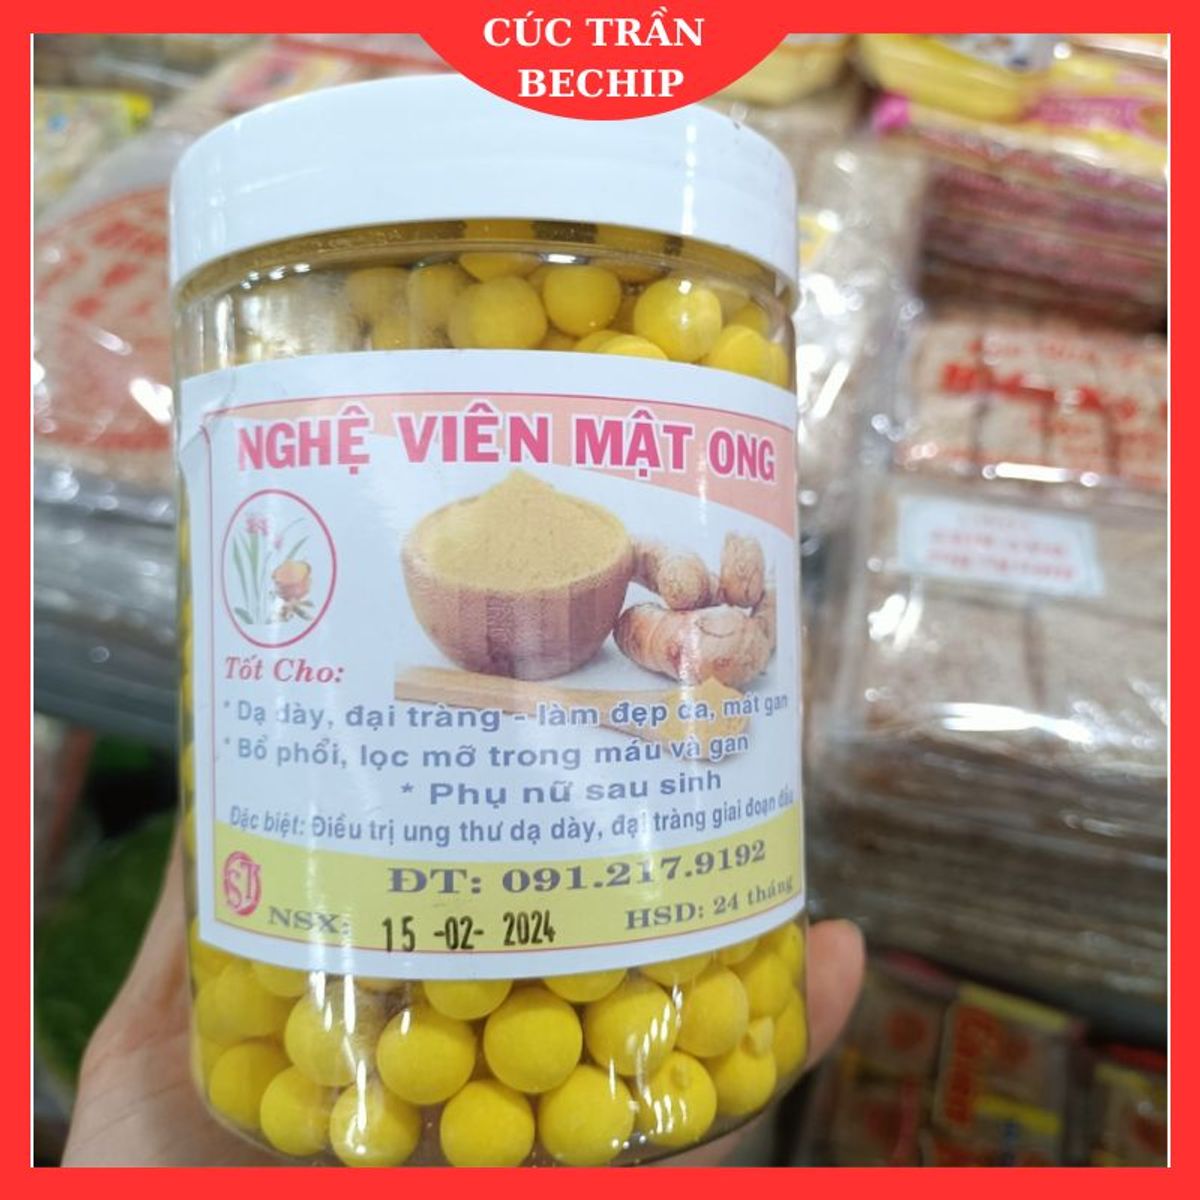 CÚC TRẦN
BECHIP
NGHỆ VIÊN MẬT ONG
Tốt Cho:
* Dạ dày, đại tràng - làm đẹp da, mát gan
* Bổ phổi, lọc mỡ trong máu và gan
* Phụ nữ sau sinh
Đặc biệt: Điều trị ung thư dạ dày, đại tràng giai đoạn đầu
ĐT: 091.217.9192
NSX: 15 -02- 2024 HSD: 24 tháng